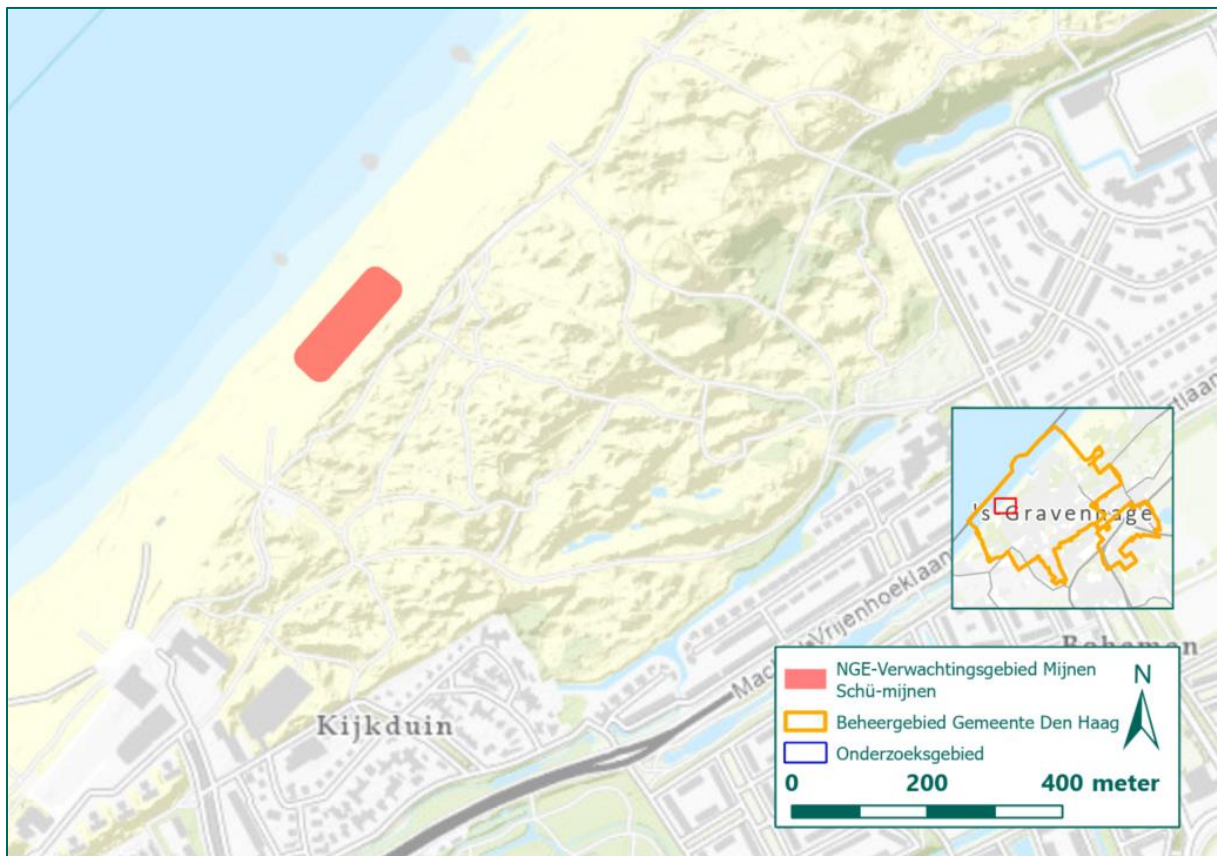 stlaan
's Gravenhage
Machiel Vrijenhoeklaan
Bohemen
Kijkduin
NGE-Verwachtingsgebied Mijnen
Schü-mijnen
Beheergebied Gemeente Den Haag
Onderzoeksgebied
N
0 200 400 meter